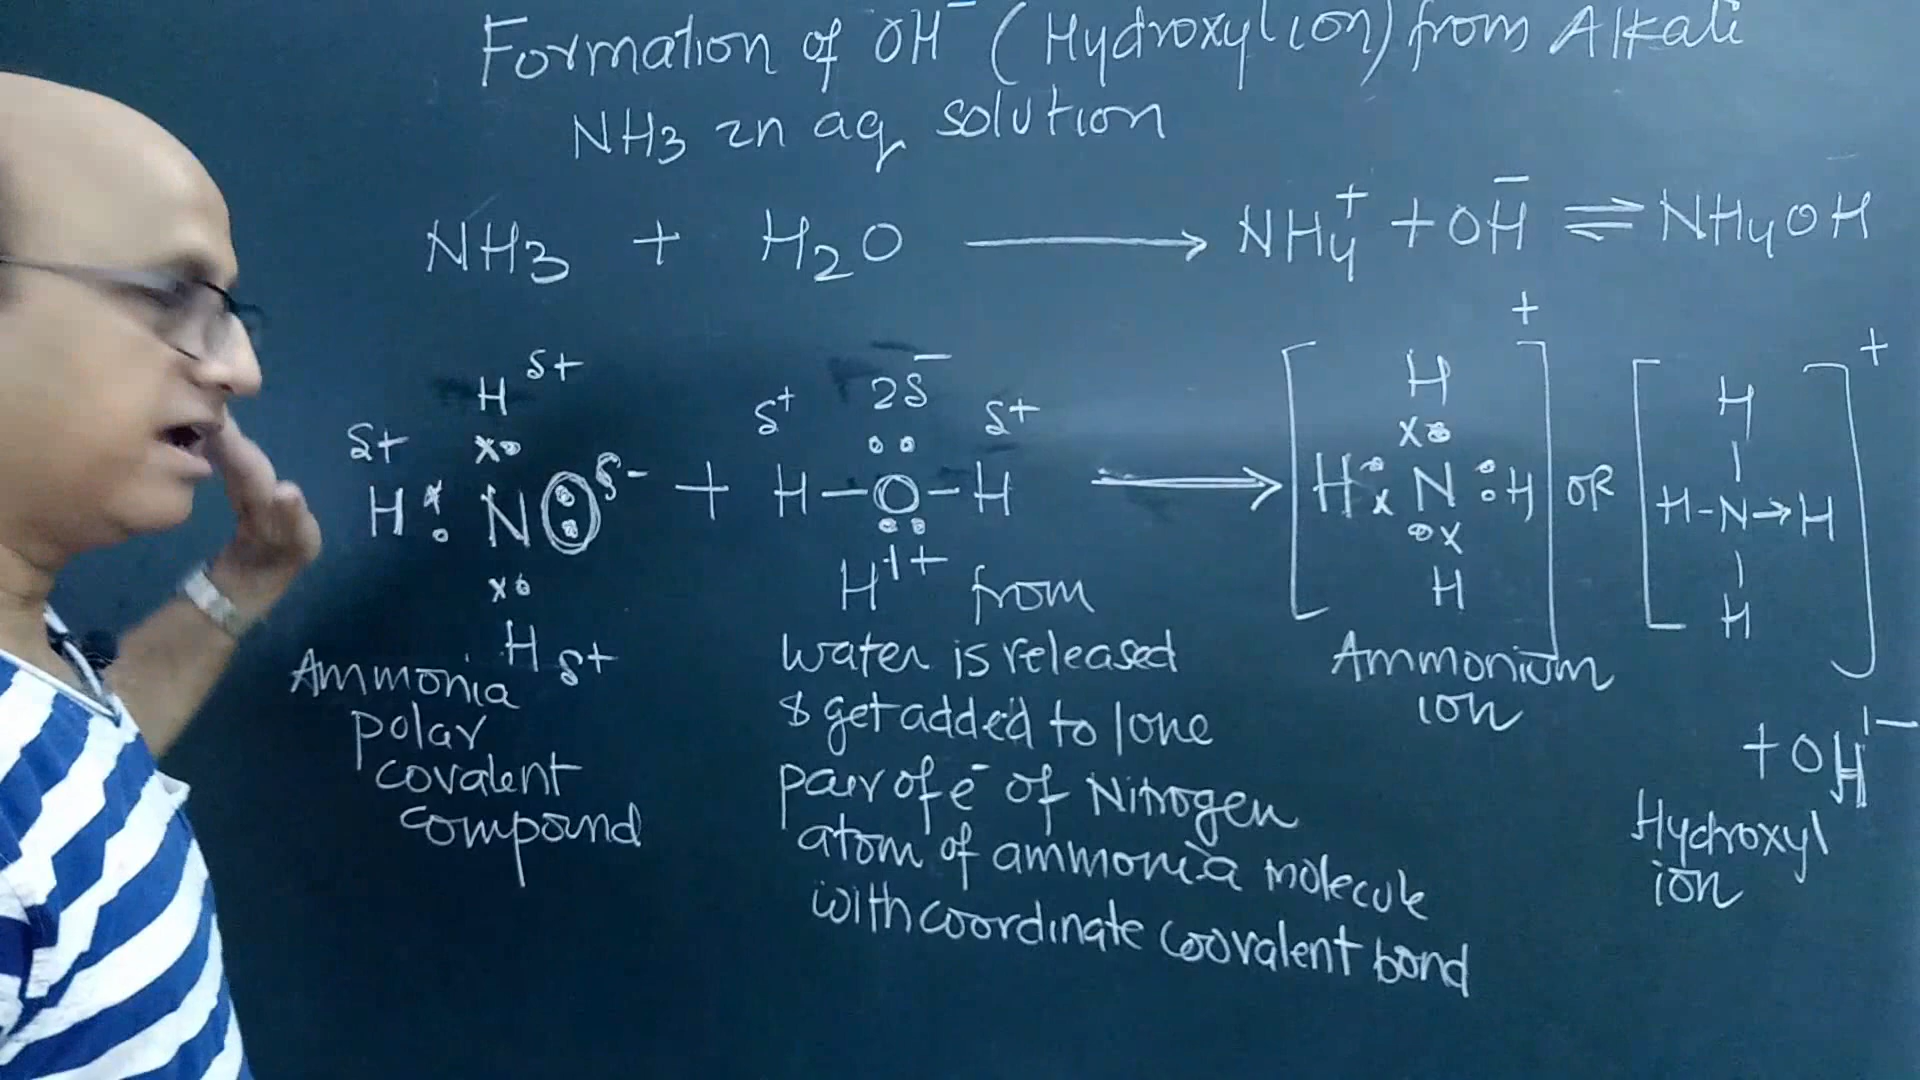 Formation of OH⁻ (Hydroxyl ion) from Alkali
NH3 in aq solution
NH3 + H2O ⟶ NH4⁺ + OH⁻ ⇌ NH4OH
H δ+
δ+ H N δ-
H δ+
+
δ+ 2δ⁻ δ+
H–O–H
⟶
[H H N H H]⁺ OR [H H–N→H H]⁺
Ammonia
polar
covalent
compound
H¹⁺ from
water is released
& get added to lone
pair of e⁻ of Nitrogen
atom of ammonia molecule
with coordinate covalent bond
Ammonium
ion
+ OH¹⁻
Hydroxyl
ion